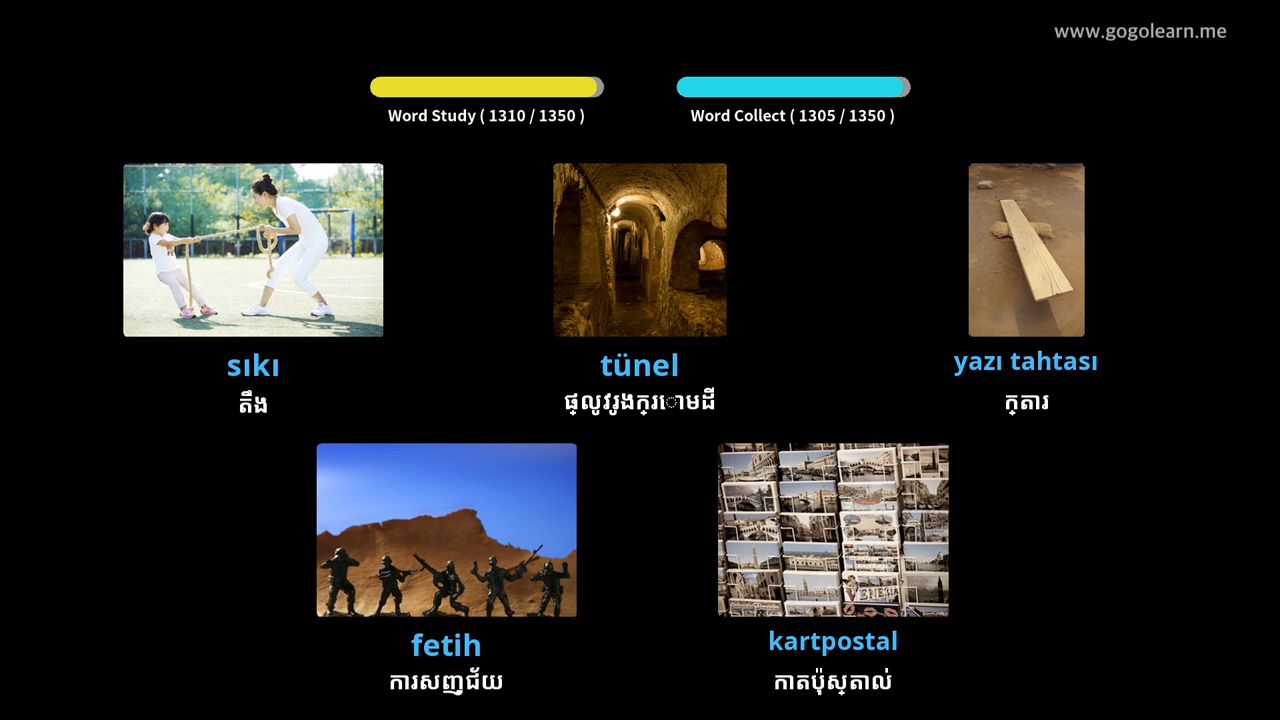 www.gogolearn.me
Word Study ( 1310 / 1350 )
Word Collect ( 1305 / 1350 )
sıkı
តឹង
tünel
ផ្លូវរូងក្រោមដី
yazı tahtası
ក្តារ
fetih
ការសញ្ជ័យ
kartpostal
កាតប៉ុស្តាល់